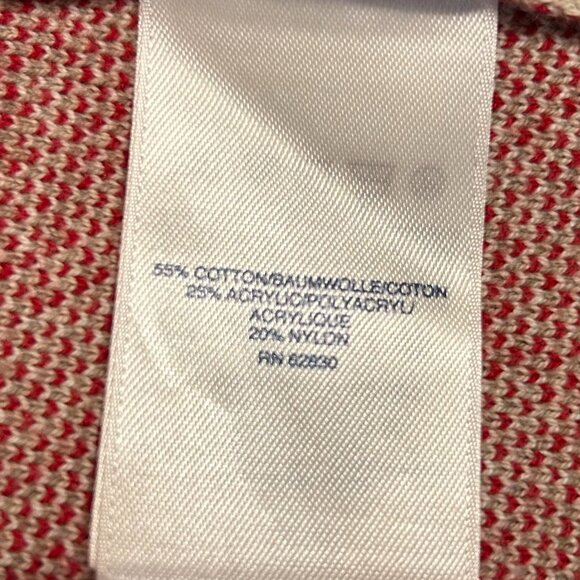 55% COTTON/BAUMWOLLE/COTON
25% ACRYLIC/POLYACRYL/
ACRYLIQUE
20% NYLON
RN 82830